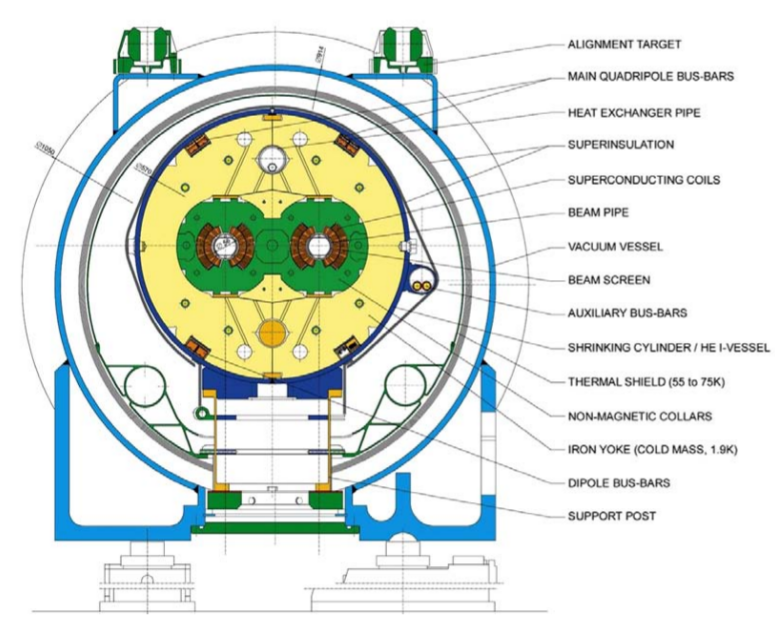 ALIGNMENT TARGET
MAIN QUADRIPOLE BUS-BARS
HEAT EXCHANGER PIPE
SUPERINSULATION
SUPERCONDUCTING COILS
BEAM PIPE
VACUUM VESSEL
BEAM SCREEN
AUXILIARY BUS-BARS
SHRINKING CYLINDER / HE I-VESSEL
THERMAL SHIELD (55 to 75K)
NON-MAGNETIC COLLARS
IRON YOKE (COLD MASS, 1.9K)
DIPOLE BUS-BARS
SUPPORT POST
Ø914
Ø570